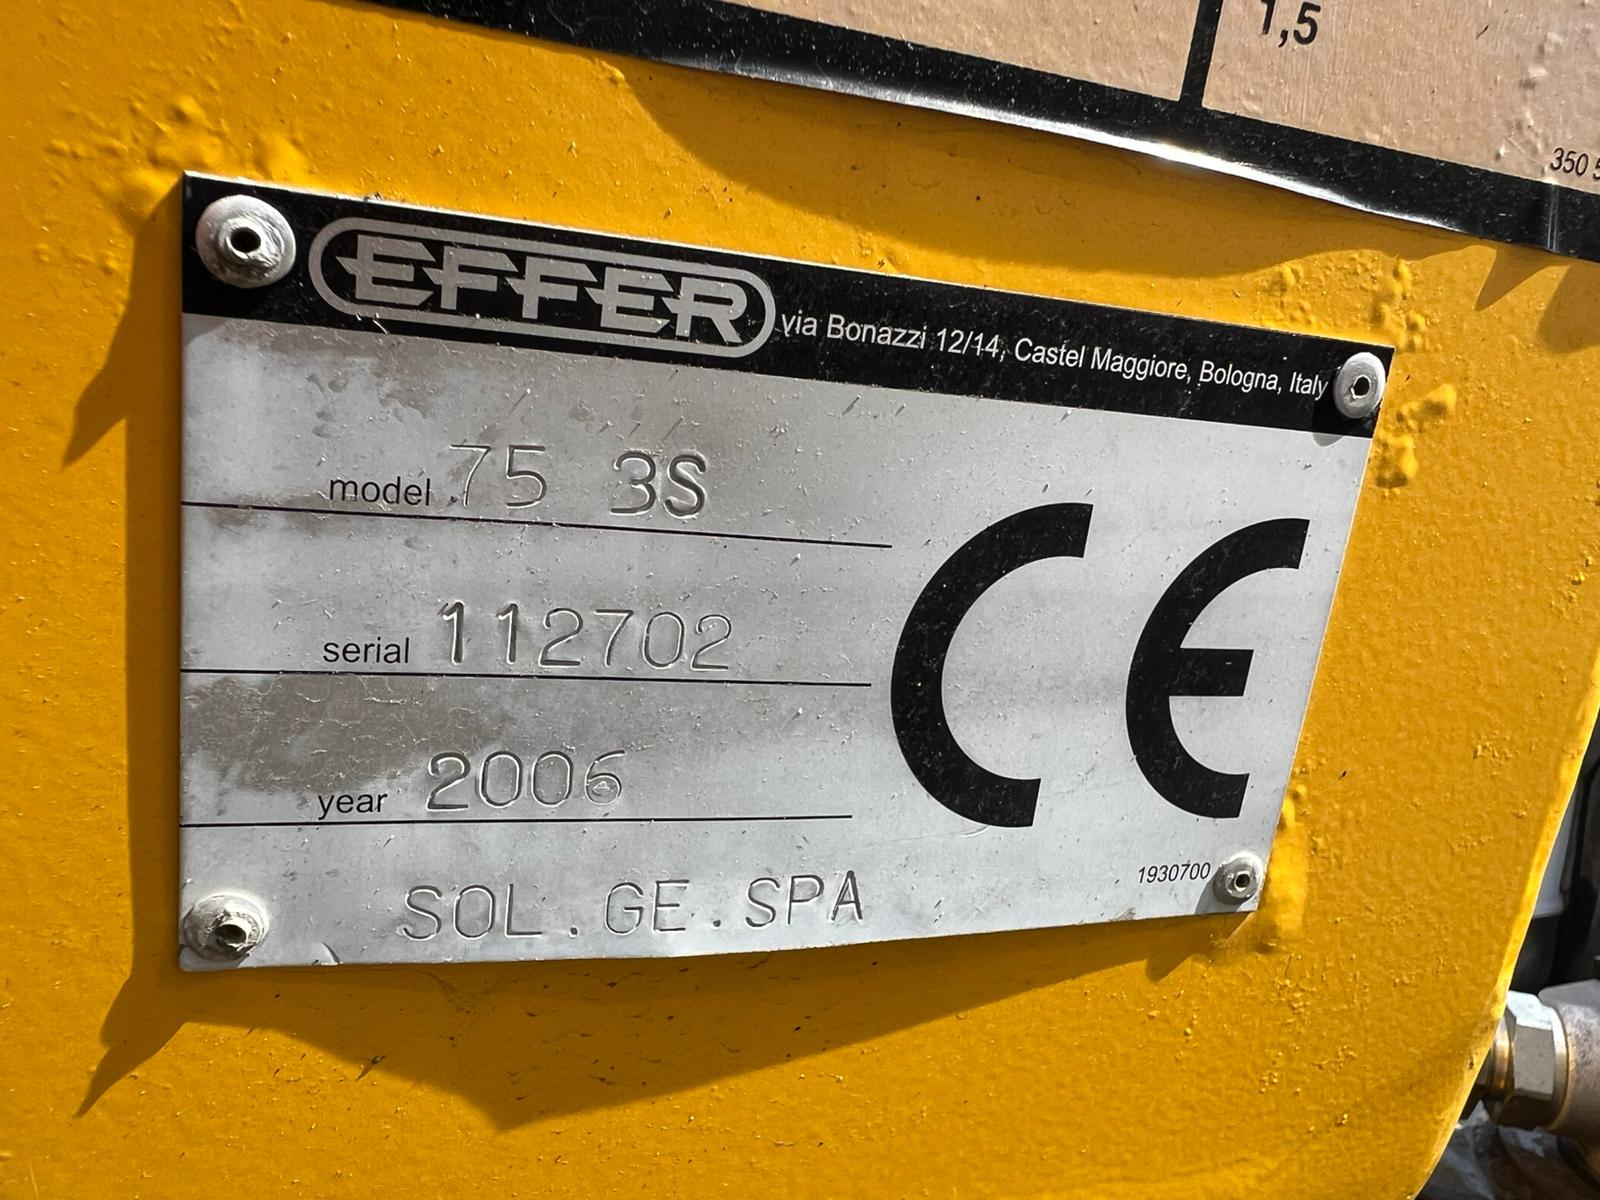 1,5
350 5
EFFER via Bonazzi 12/14, Castel Maggiore, Bologna, Italy
model 75 3S
serial 112702
year 2006
1930700
SOL.GE.SPA
CE